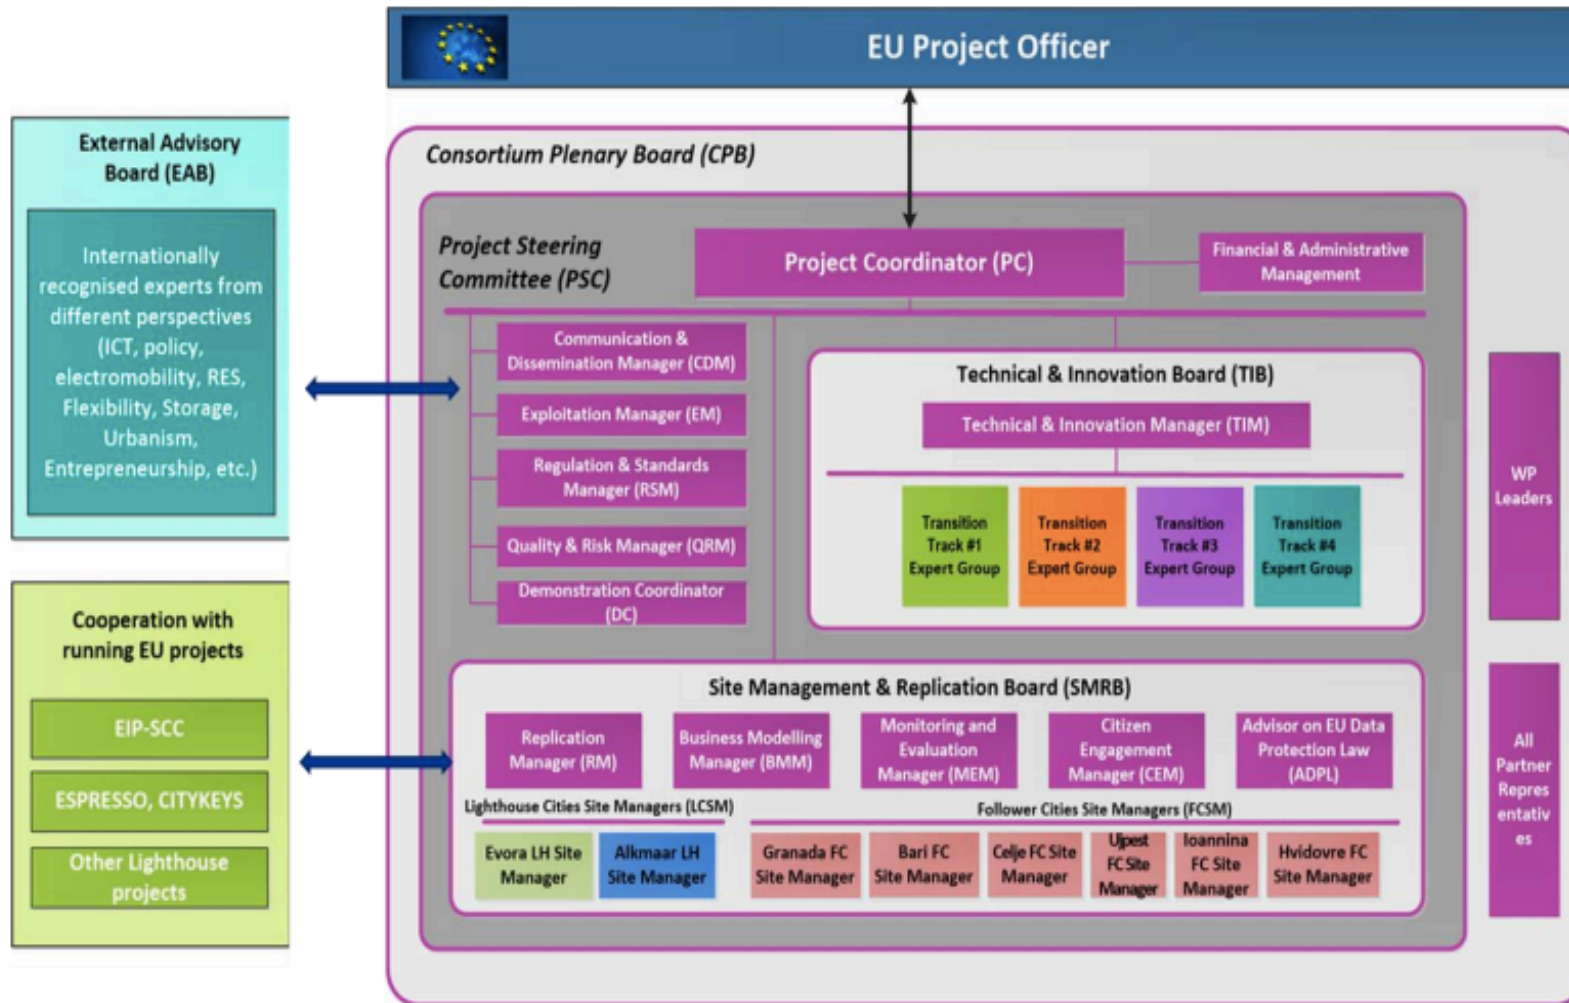 EU Project Officer
External Advisory
Board (EAB)
Internationally
recognised experts from
different perspectives
(ICT, policy,
electromobility, RES,
Flexibility, Storage,
Urbanism,
Entrepreneurship, etc.)
Cooperation with
running EU projects
EIP-SCC
ESPRESSO, CITYKEYS
Other Lighthouse
projects
Consortium Plenary Board (CPB)
Project Steering
Committee (PSC)
Project Coordinator (PC)
Financial & Administrative
Management
Communication &
Dissemination Manager (CDM)
Exploitation Manager (EM)
Regulation & Standards
Manager (RSM)
Quality & Risk Manager (QRM)
Demonstration Coordinator
(DC)
Technical & Innovation Board (TIB)
Technical & Innovation Manager (TIM)
Transition
Track #1
Expert Group
Transition
Track #2
Expert Group
Transition
Track #3
Expert Group
Transition
Track #4
Expert Group
WP
Leaders
Site Management & Replication Board (SMRB)
Replication
Manager (RM)
Business Modelling
Manager (BMM)
Monitoring and
Evaluation
Manager (MEM)
Citizen
Engagement
Manager (CEM)
Advisor on EU Data
Protection Law
(ADPL)
Lighthouse Cities Site Managers (LCSM)
Follower Cities Site Managers (FCSM)
Evora LH Site
Manager
Alkmaar LH
Site Manager
Granada FC
Site Manager
Bari FC
Site Manager
Celje FC Site
Manager
Ujpest
FC Site
Manager
Ioannina
FC Site
Manager
Hvidovre FC
Site Manager
All
Partner
Repres
entativ
es